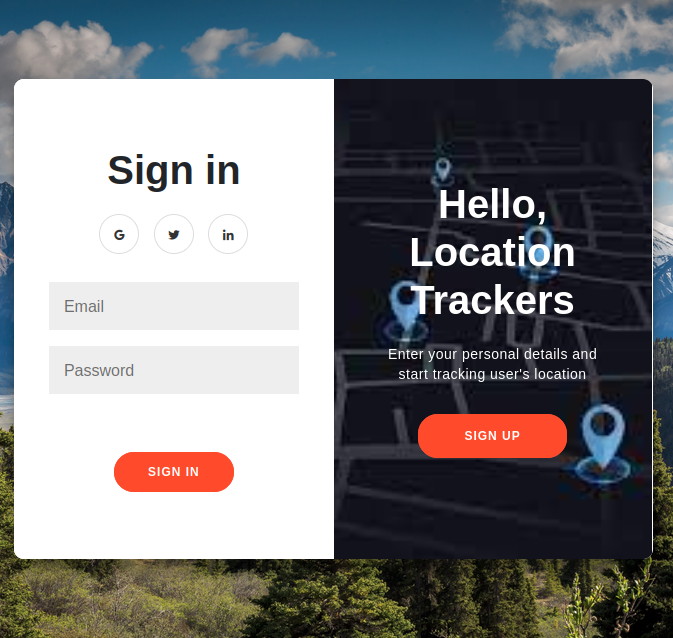 Sign in
Email
Password
SIGN IN
Hello,
Location
Trackers
Enter your personal details and
start tracking user's location
SIGN UP